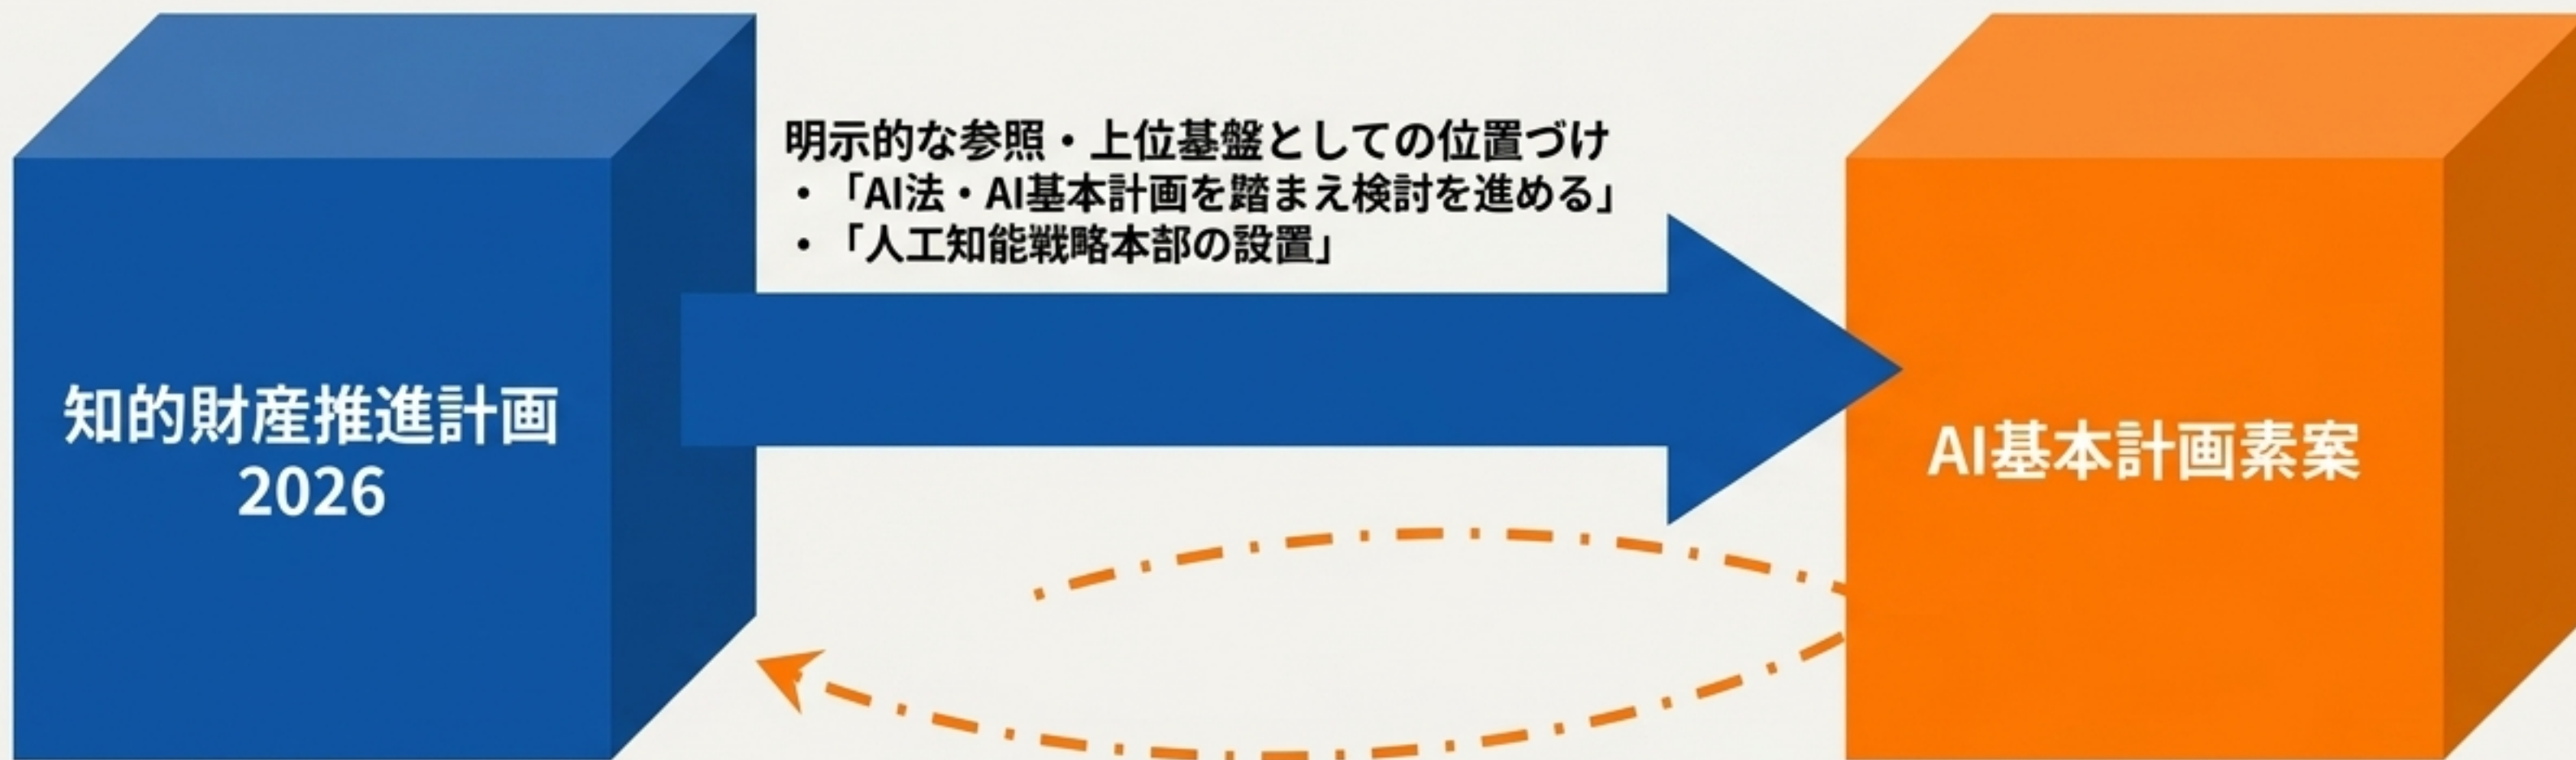 明示的な参照・上位基盤としての位置づけ
・「AI法・AI基本計画を踏まえ検討を進める」
・「人工知能戦略本部の設置」
知的財産推進計画
2026
AI基本計画素案